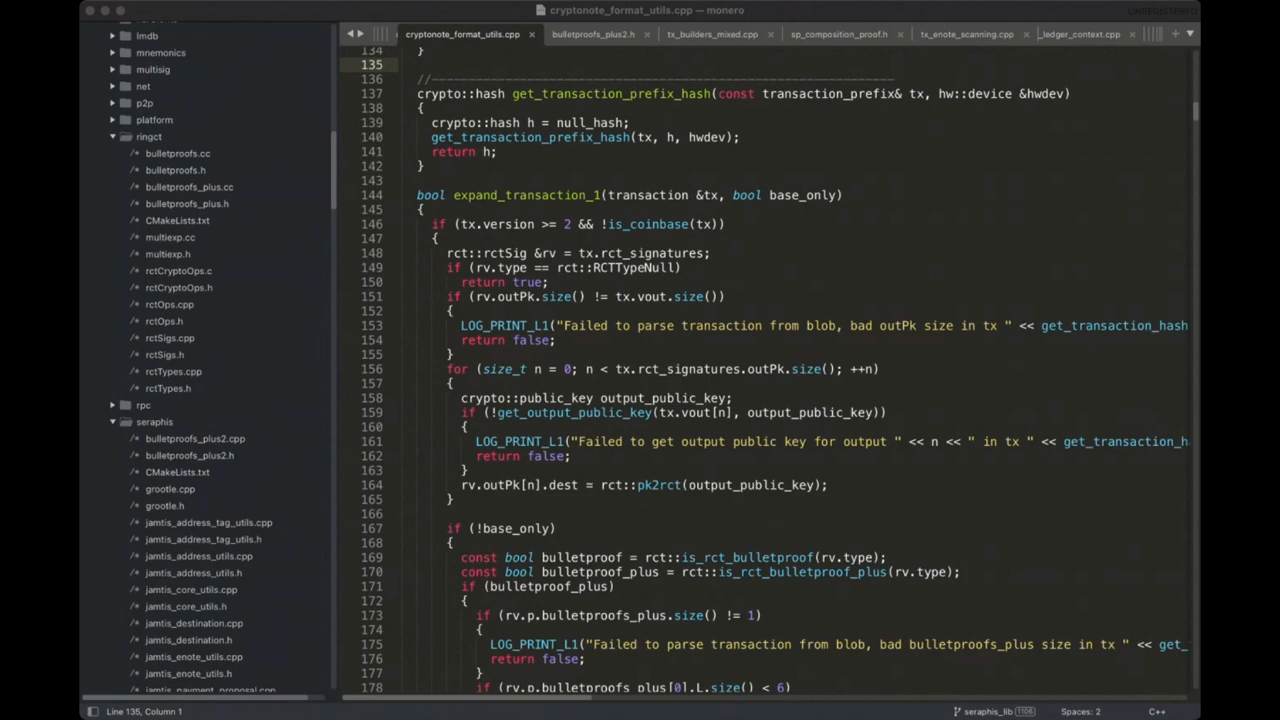 cryptonote_format_utils.cpp — monero
UNREGISTERED
cryptonote_format_utils.cpp ×
bulletproofs_plus2.h ×
tx_builders_mixed.cpp ×
sp_composition_proof.h ×
tx_enote_scanning.cpp ×
_ledger_context.cpp ×
lmdb
mnemonics
multisig
net
p2p
platform
ringct
/* bulletproofs.cc
/* bulletproofs.h
/* bulletproofs_plus.cc
/* bulletproofs_plus.h
/* CMakeLists.txt
/* multiexp.cc
/* multiexp.h
/* rctCryptoOps.c
/* rctCryptoOps.h
/* rctOps.cpp
/* rctOps.h
/* rctSigs.cpp
/* rctSigs.h
/* rctTypes.cpp
/* rctTypes.h
rpc
seraphis
/* bulletproofs_plus2.cpp
/* bulletproofs_plus2.h
/* CMakeLists.txt
/* grootle.cpp
/* grootle.h
/* jamtis_address_tag_utils.cpp
/* jamtis_address_tag_utils.h
/* jamtis_address_utils.cpp
/* jamtis_address_utils.h
/* jamtis_core_utils.cpp
/* jamtis_core_utils.h
/* jamtis_destination.cpp
/* jamtis_destination.h
/* jamtis_enote_utils.cpp
/* jamtis_enote_utils.h
/* jamtis_payment_proposal.cpp
134 }
135
136 //---------------------------------------------------------------
137 crypto::hash get_transaction_prefix_hash(const transaction_prefix& tx, hw::device &hwdev)
138 {
139 crypto::hash h = null_hash;
140 get_transaction_prefix_hash(tx, h, hwdev);
141 return h;
142 }
143
144 bool expand_transaction_1(transaction &tx, bool base_only)
145 {
146 if (tx.version >= 2 && !is_coinbase(tx))
147 {
148 rct::rctSig &rv = tx.rct_signatures;
149 if (rv.type == rct::RCTTypeNull)
150 return true;
151 if (rv.outPk.size() != tx.vout.size())
152 {
153 LOG_PRINT_L1("Failed to parse transaction from blob, bad outPk size in tx " << get_transaction_hash
154 return false;
155 }
156 for (size_t n = 0; n < tx.rct_signatures.outPk.size(); ++n)
157 {
158 crypto::public_key output_public_key;
159 if (!get_output_public_key(tx.vout[n], output_public_key))
160 {
161 LOG_PRINT_L1("Failed to get output public key for output " << n << " in tx " << get_transaction_h
162 return false;
163 }
164 rv.outPk[n].dest = rct::pk2rct(output_public_key);
165 }
166
167 if (!base_only)
168 {
169 const bool bulletproof = rct::is_rct_bulletproof(rv.type);
170 const bool bulletproof_plus = rct::is_rct_bulletproof_plus(rv.type);
171 if (bulletproof_plus)
172 {
173 if (rv.p.bulletproofs_plus.size() != 1)
174 {
175 LOG_PRINT_L1("Failed to parse transaction from blob, bad bulletproofs_plus size in tx " << get_
176 return false;
177 }
178 if (rv.p.bulletproofs_plus[0].L.size() < 6)
Line 135, Column 1
seraphis_lib 1106
Spaces: 2
C++